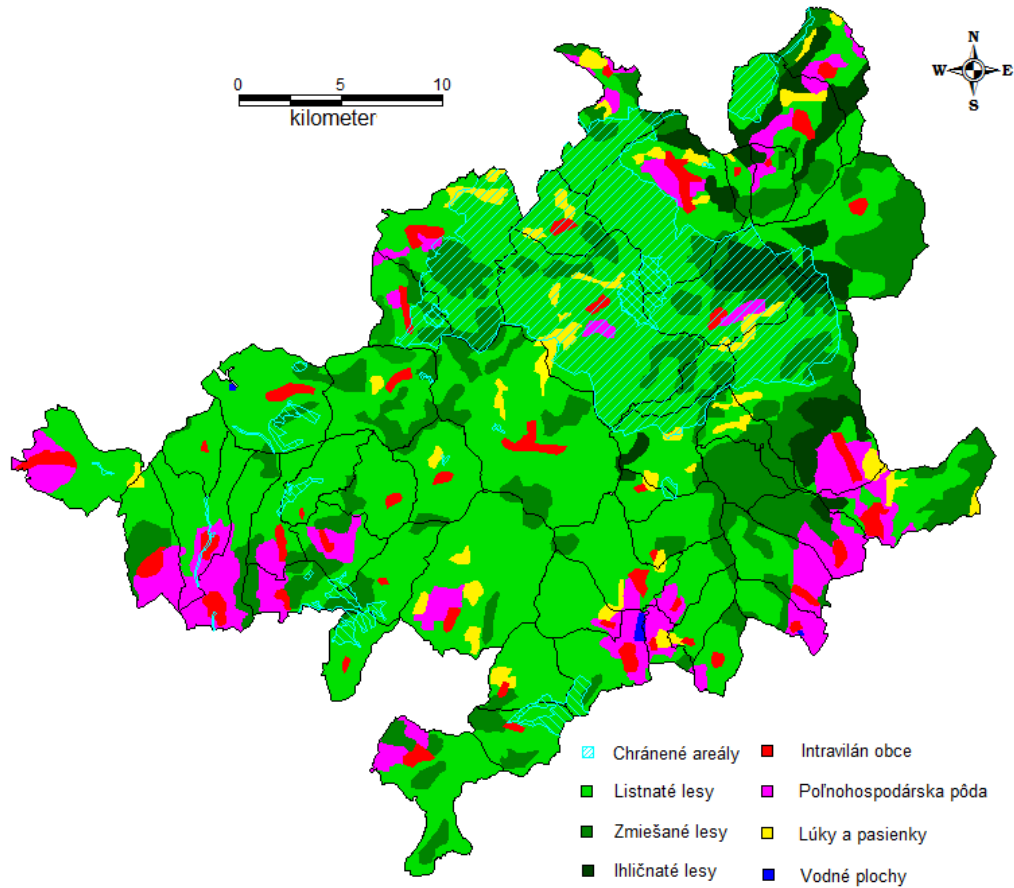 N
W E
S
0 5 10
kilometer
Chránené areály
Intravilán obce
Listnaté lesy
Poľnohospodárska pôda
Zmiešané lesy
Lúky a pasienky
Ihličnaté lesy
Vodné plochy